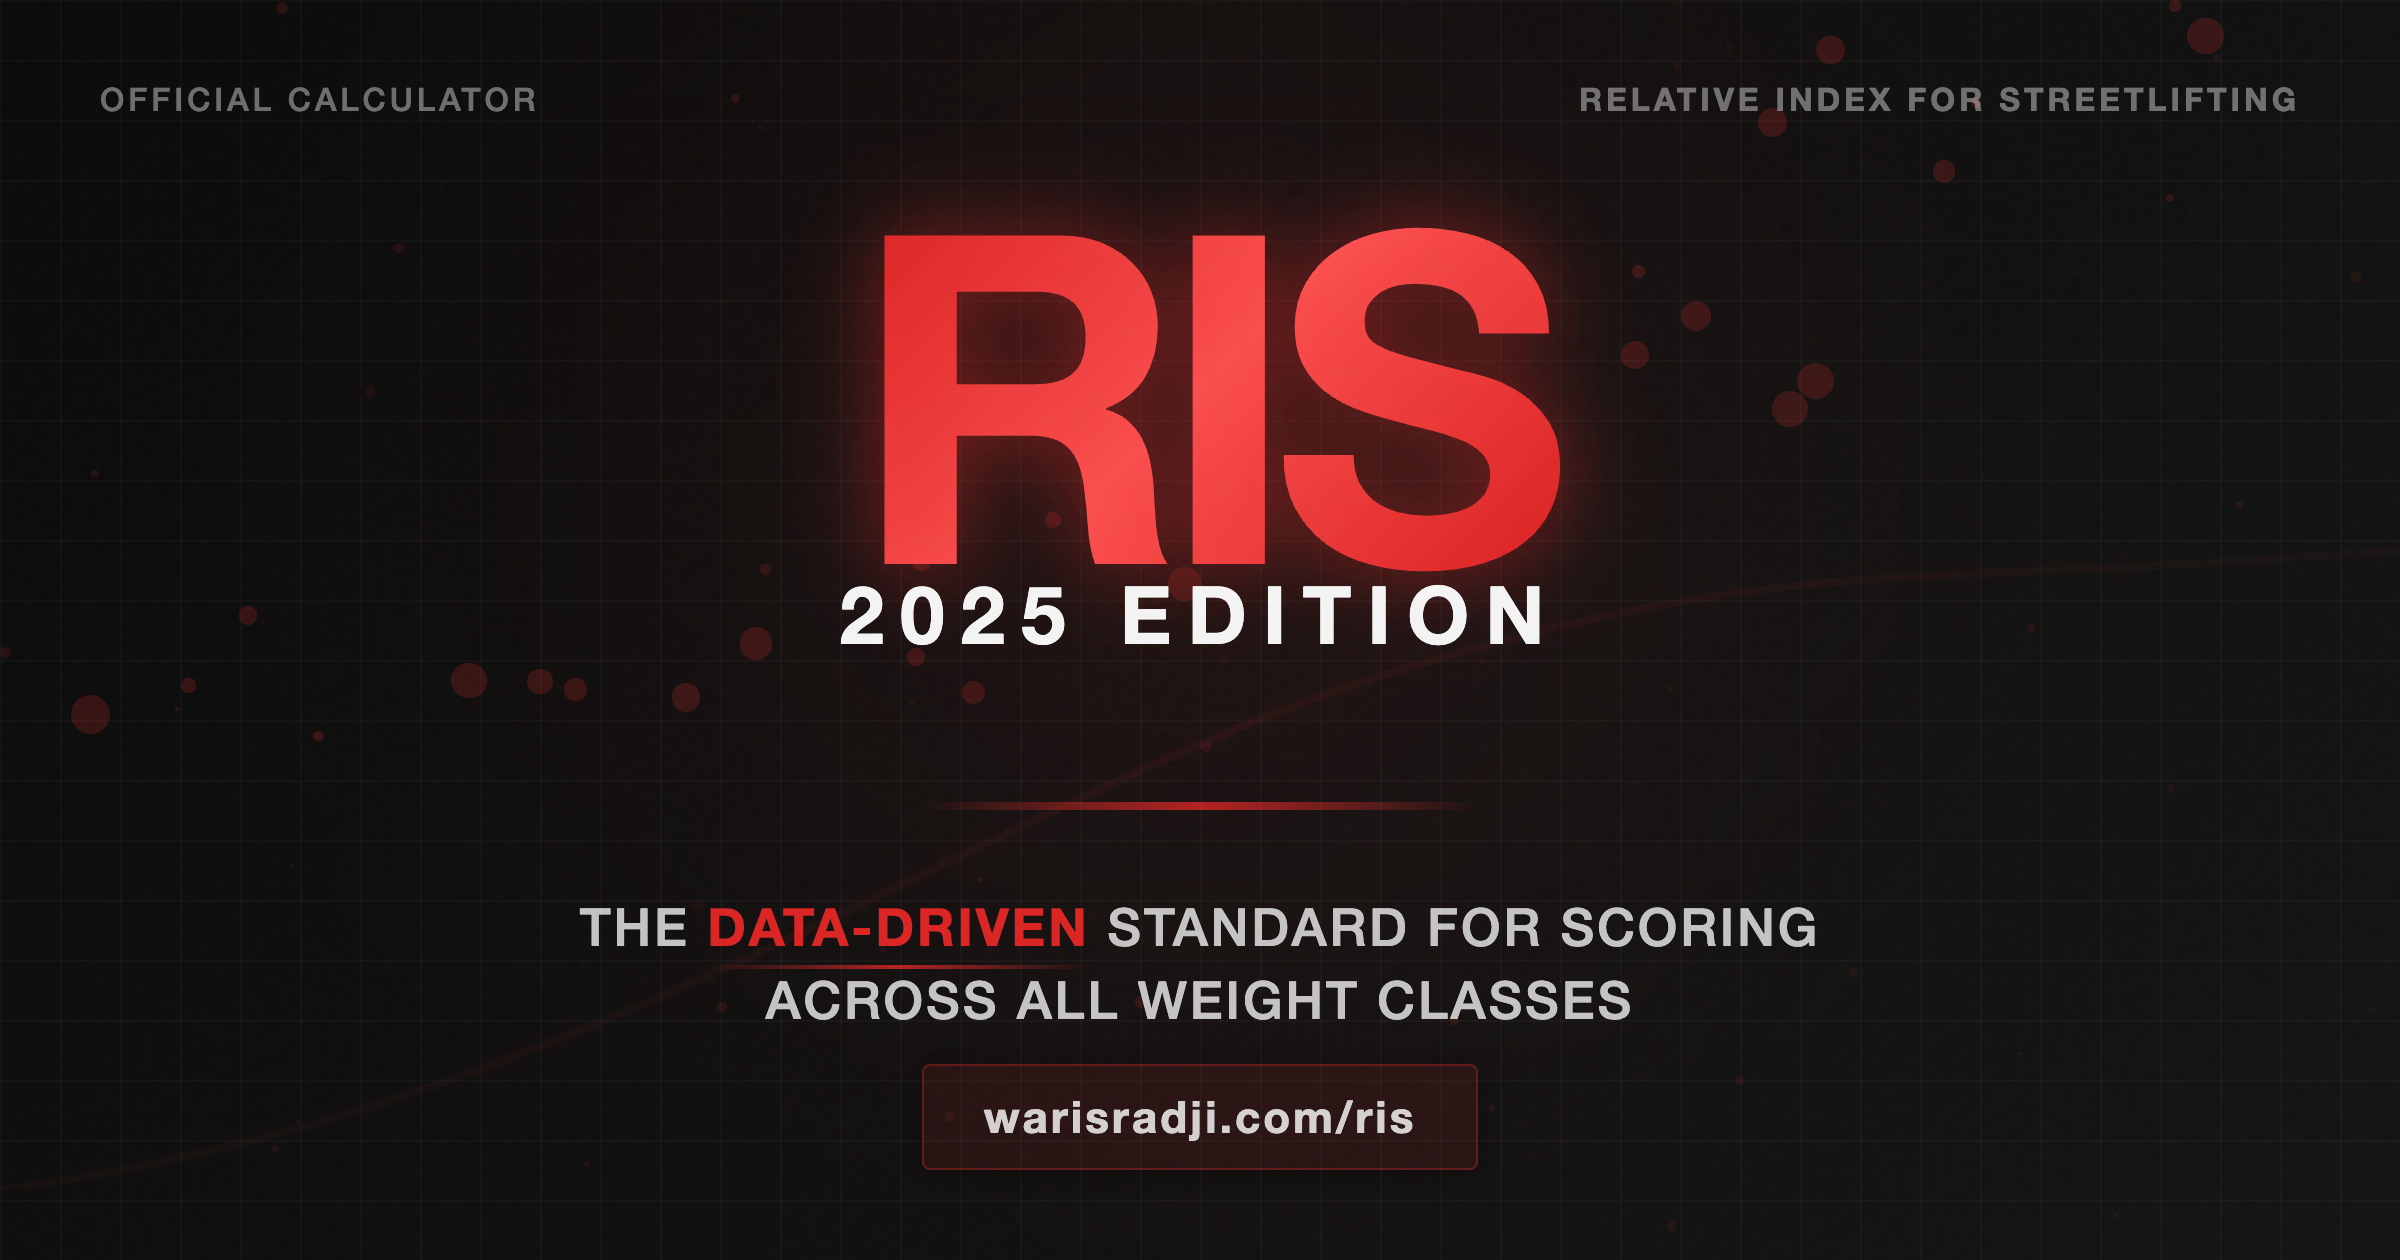 OFFICIAL CALCULATOR
RELATIVE INDEX FOR STREETLIFTING
RIS
2025 EDITION
THE DATA-DRIVEN STANDARD FOR SCORING
ACROSS ALL WEIGHT CLASSES
warisradji.com/ris